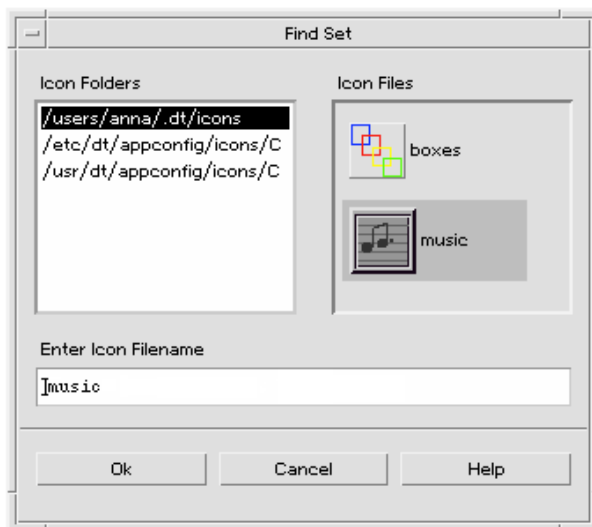 Find Set
Icon Folders
Icon Files
/users/anna/.dt/icons
/etc/dt/appconfig/icons/C
/usr/dt/appconfig/icons/C
boxes
music
Enter Icon Filename
music
Ok
Cancel
Help